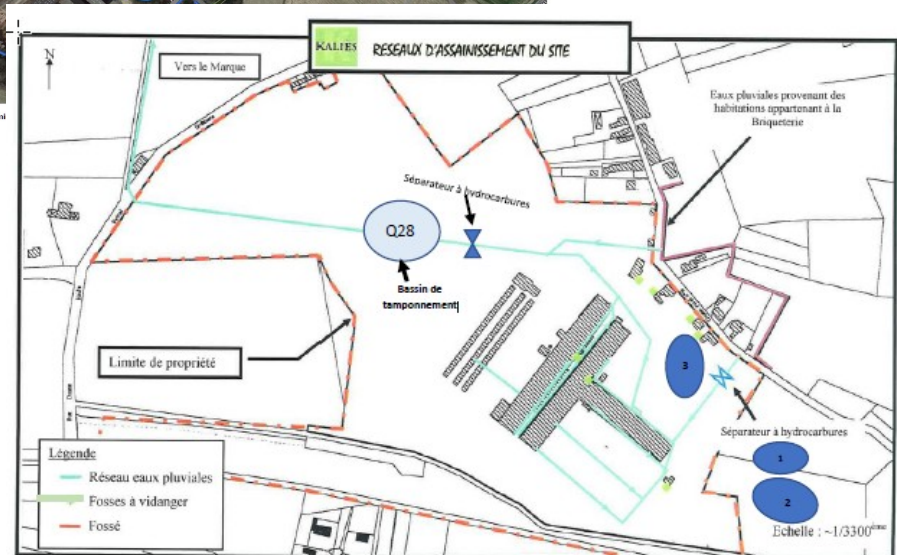 KALIES
RESEAUX D'ASSAINISSEMENT DU SITE
N
Vers le Marque
Eaux pluviales provenant des
habitations appartenant à la
Briqueterie
Séparateur à hydrocarbures
Q28
Bassin de
tamponnement
Limite de propriété
3
Séparateur à hydrocarbures
1
2
Légende
Réseau eaux pluviales
Fosses à vidanger
Fossé
Echelle : ~1/3300ème